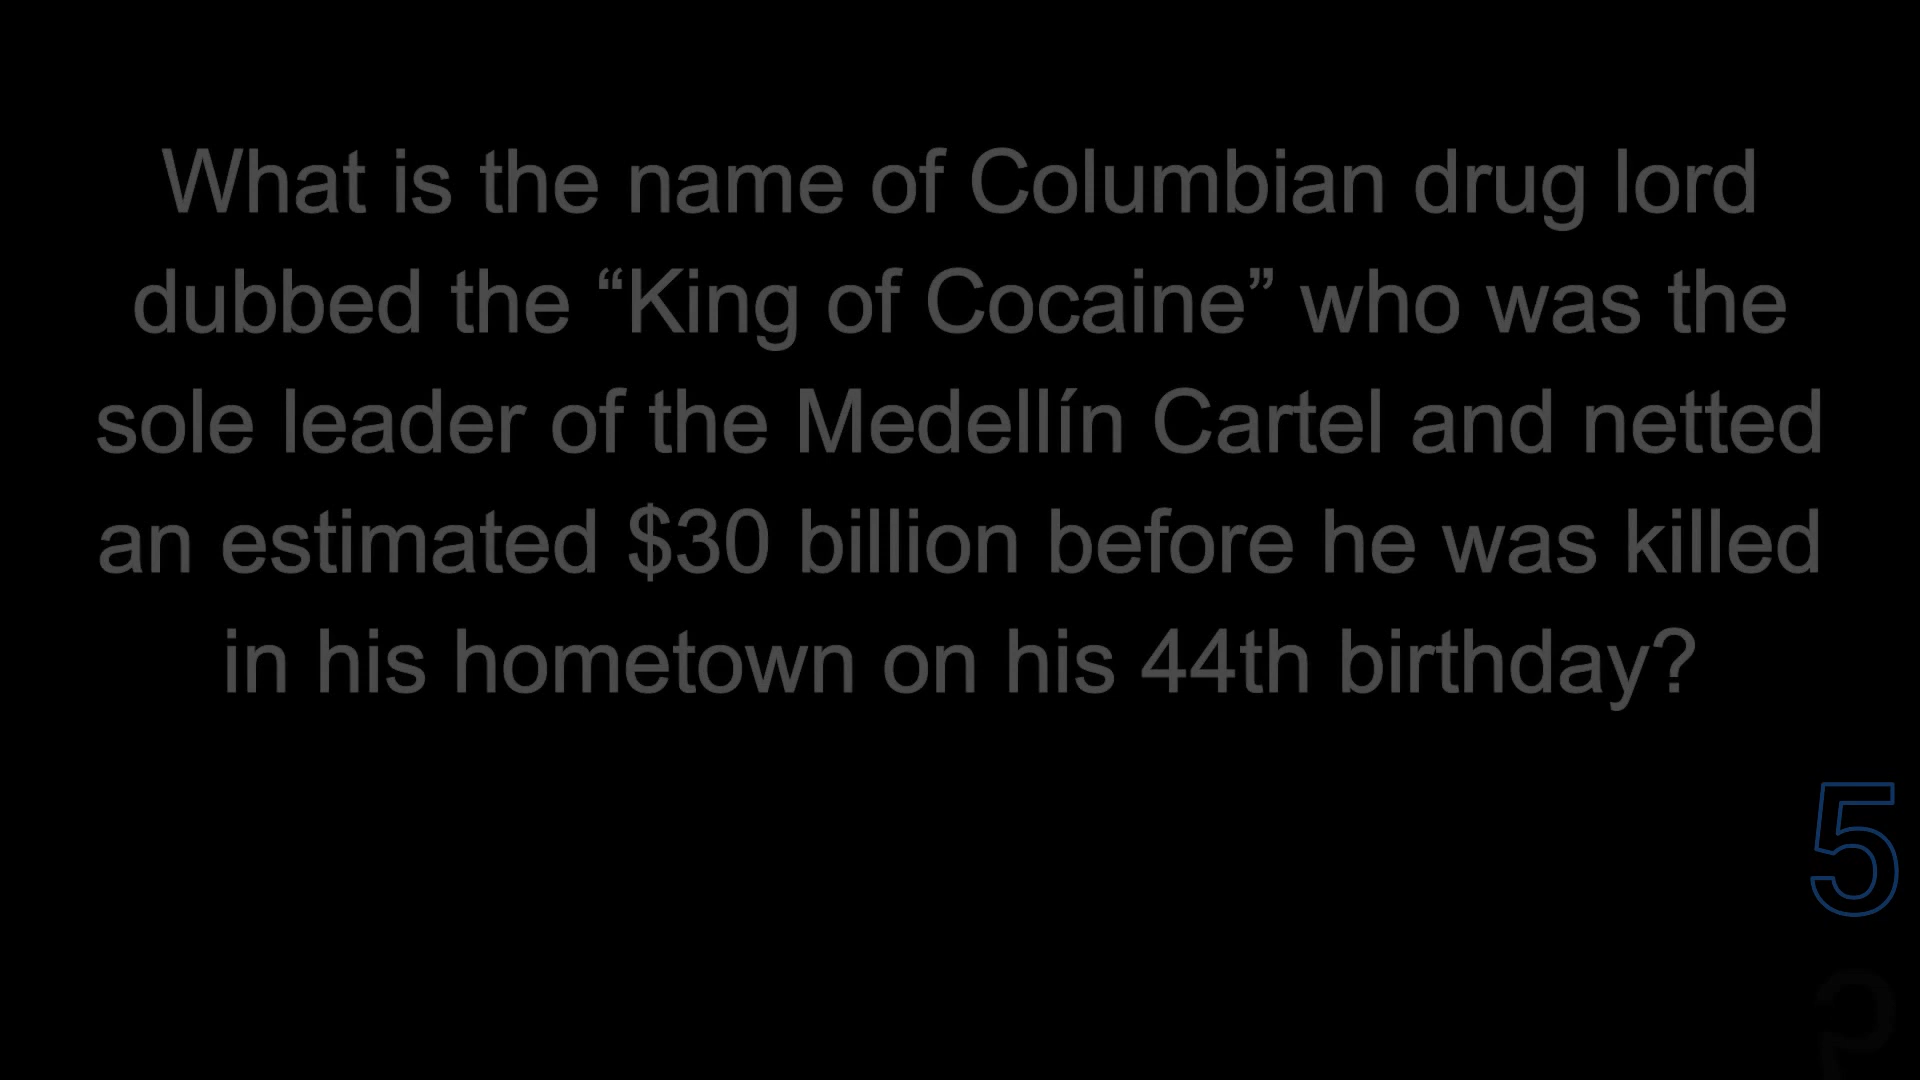 What is the name of Columbian drug lord
dubbed the “King of Cocaine” who was the
sole leader of the Medellín Cartel and netted
an estimated $30 billion before he was killed
in his hometown on his 44th birthday?
5